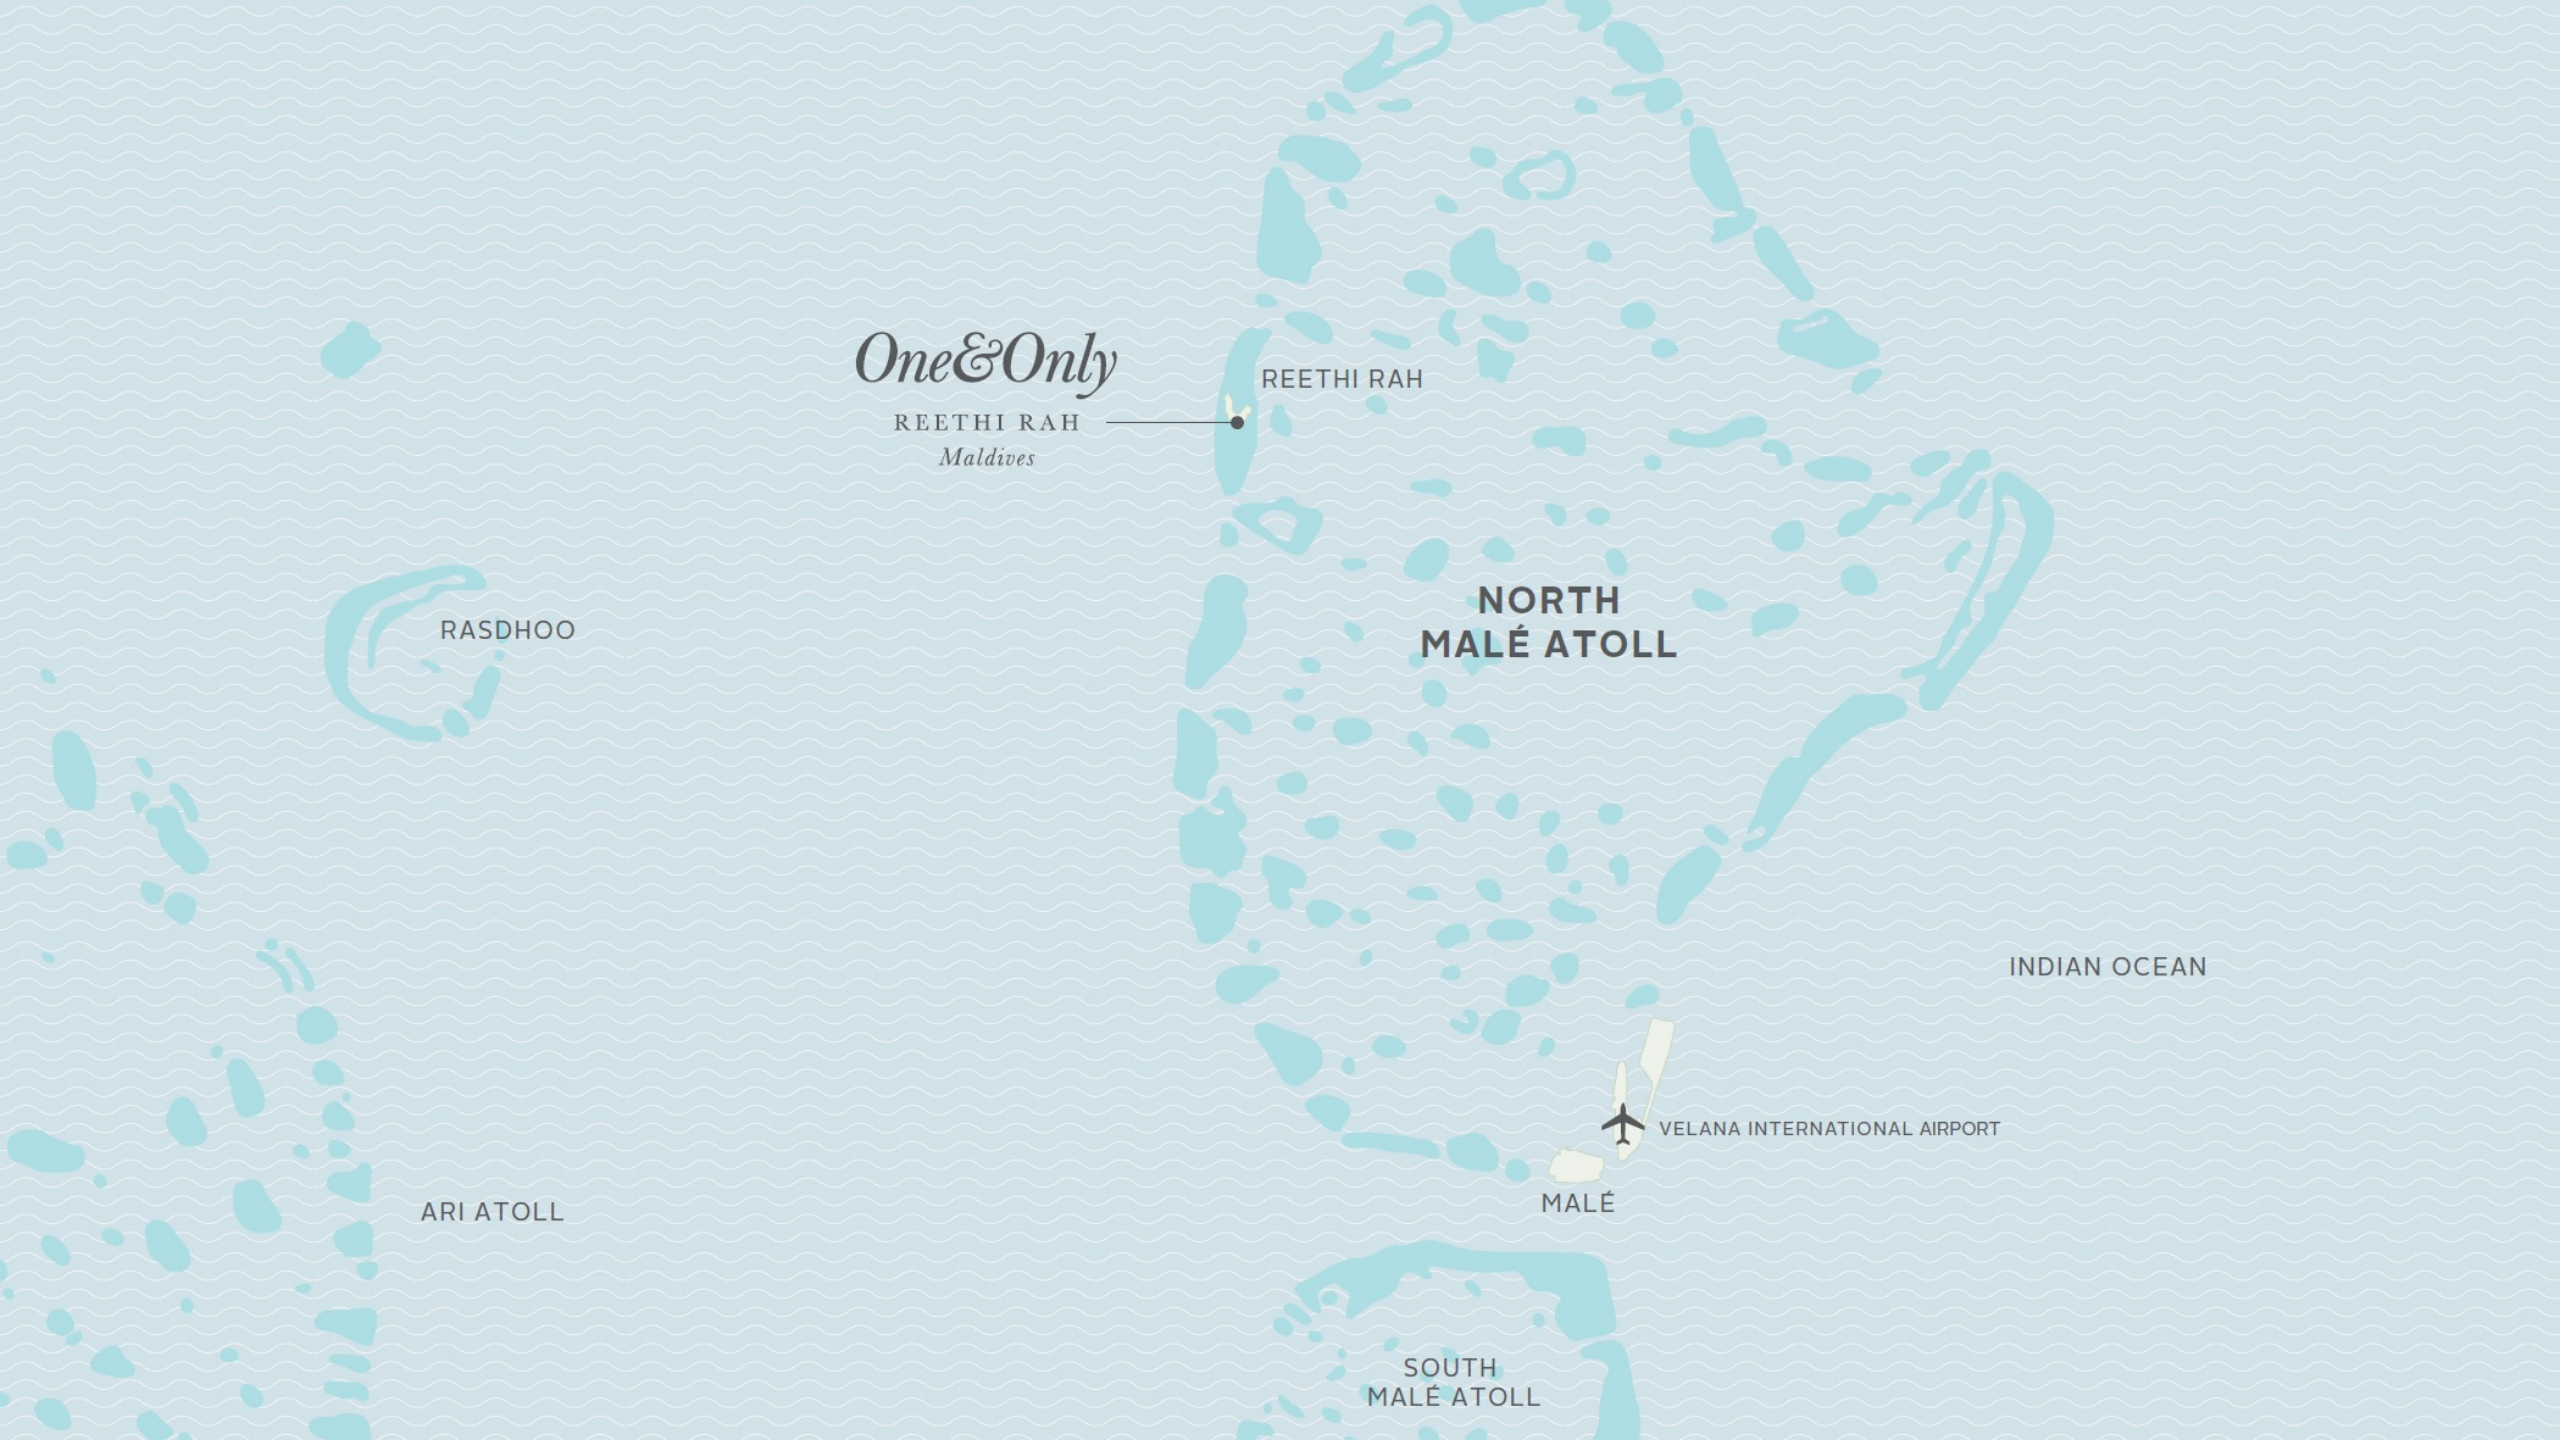 One&Only
REETHI RAH
Maldives
REETHI RAH
RASDHOO
NORTH
MALÉ ATOLL
INDIAN OCEAN
VELANA INTERNATIONAL AIRPORT
MALÉ
ARI ATOLL
SOUTH
MALÉ ATOLL